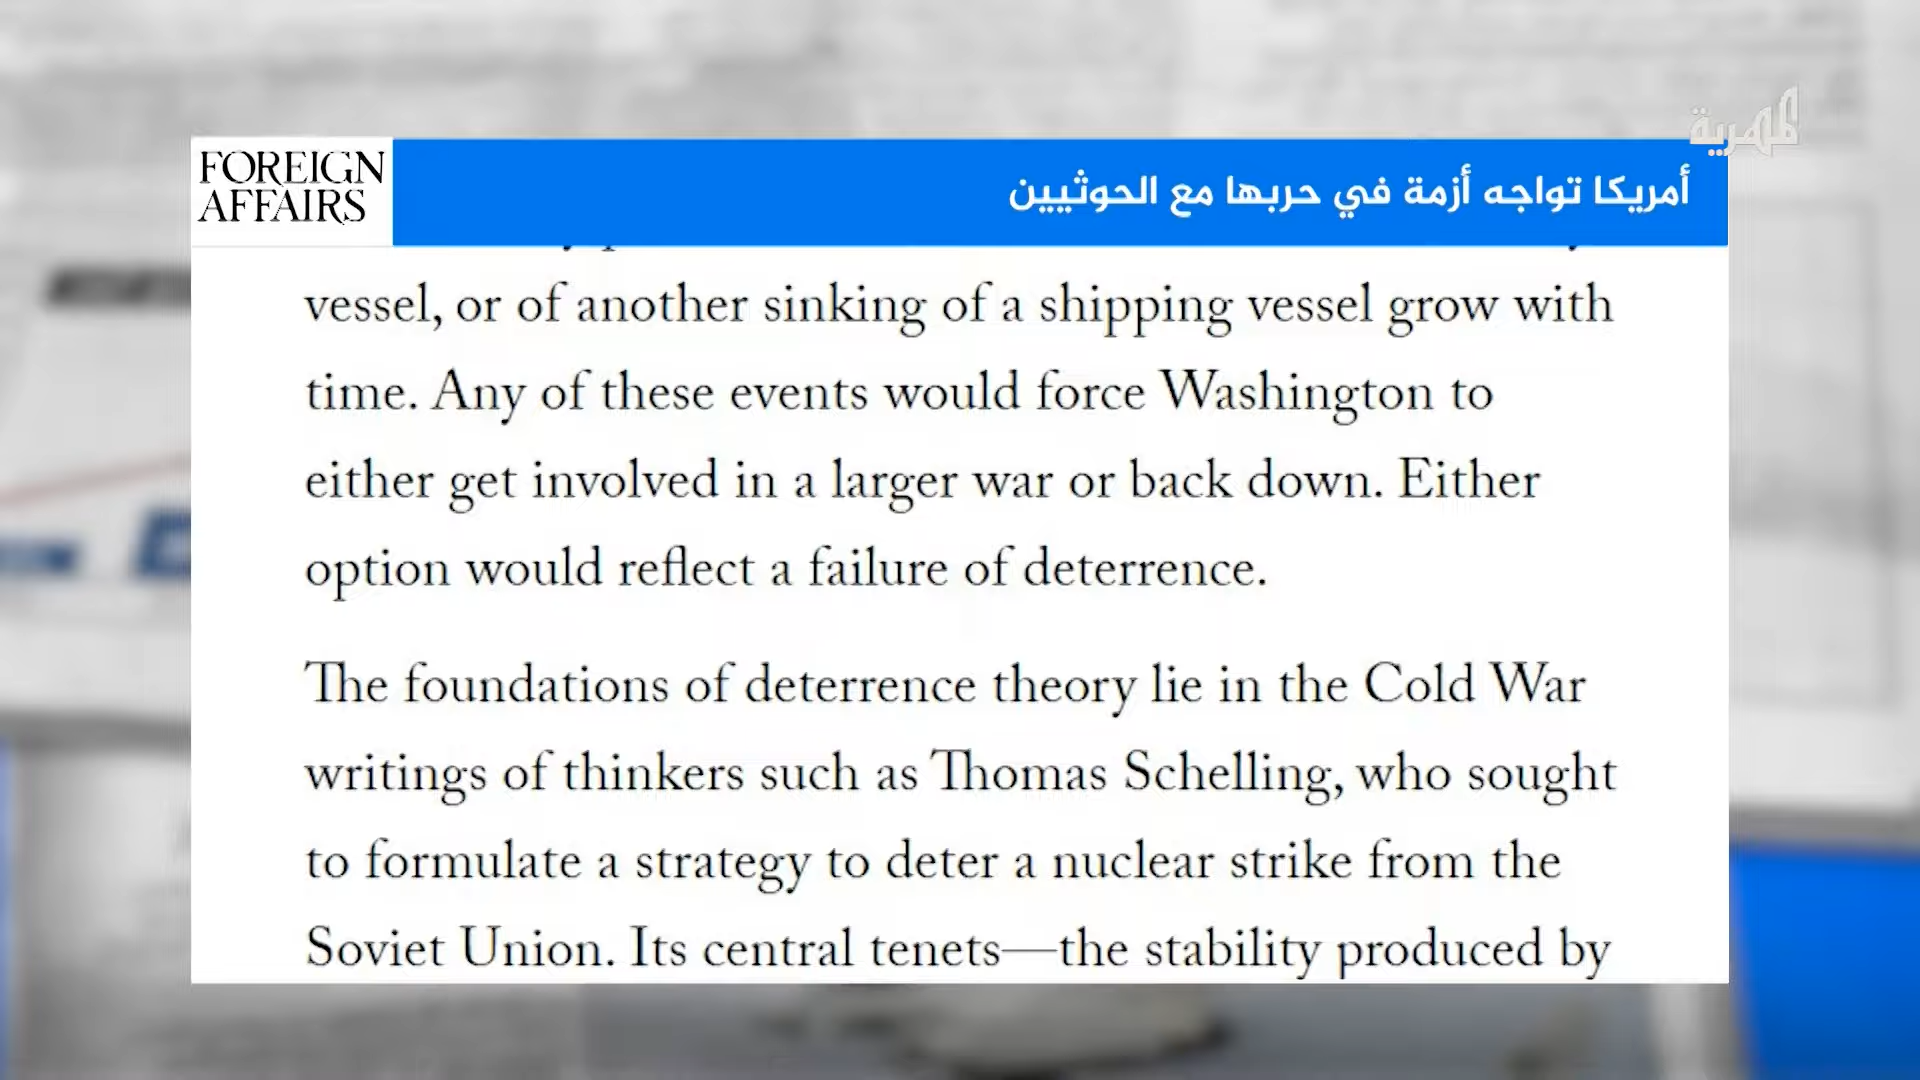 المهرية
FOREIGN
AFFAIRS
أمريكا تواجه أزمة في حربها مع الحوثيين
vessel, or of another sinking of a shipping vessel grow with
time. Any of these events would force Washington to
either get involved in a larger war or back down. Either
option would reflect a failure of deterrence.
The foundations of deterrence theory lie in the Cold War
writings of thinkers such as Thomas Schelling, who sought
to formulate a strategy to deter a nuclear strike from the
Soviet Union. Its central tenets—the stability produced by